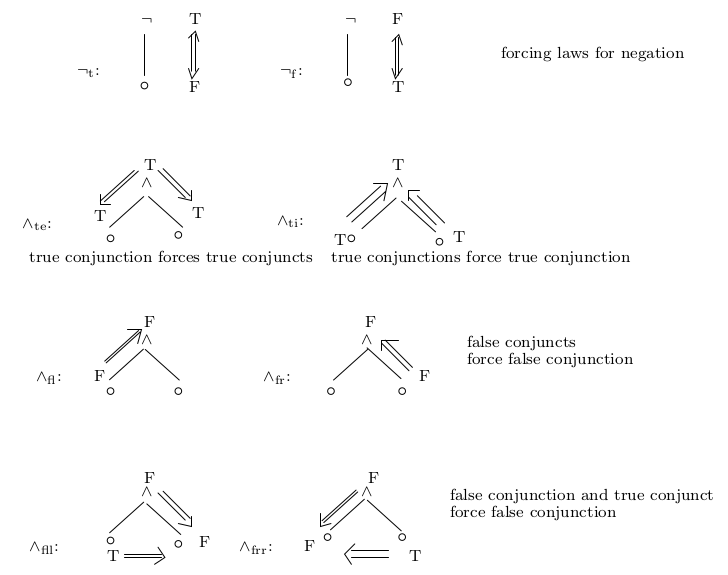 ¬ T ¬ F
forcing laws for negation
¬t: ¬f:
F T
T T
∧ ∧
T T
∧te: ∧ti:
T T
true conjunction forces true conjuncts true conjunctions force true conjunction
F F
∧ ∧
false conjuncts
force false conjunction
∧fl: F ∧fr: F
F F
∧ ∧
false conjunction and true conjunct
force false conjunction
∧fll: F ∧frr: F
T T